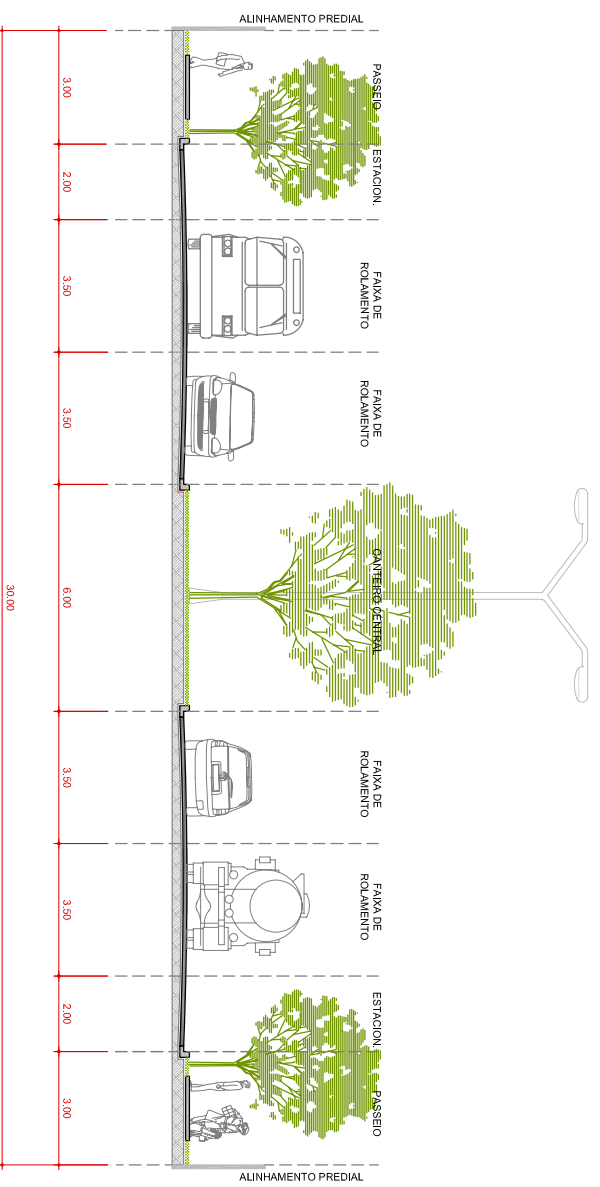 ALINHAMENTO PREDIAL
PASSEIO
ESTACION.
FAIXA DE
ROLAMENTO
FAIXA DE
ROLAMENTO
CANTEIRO CENTRAL
FAIXA DE
ROLAMENTO
FAIXA DE
ROLAMENTO
ESTACION.
PASSEIO
ALINHAMENTO PREDIAL
3.00
2.00
3.50
3.50
6.00
3.50
3.50
2.00
3.00
30.00